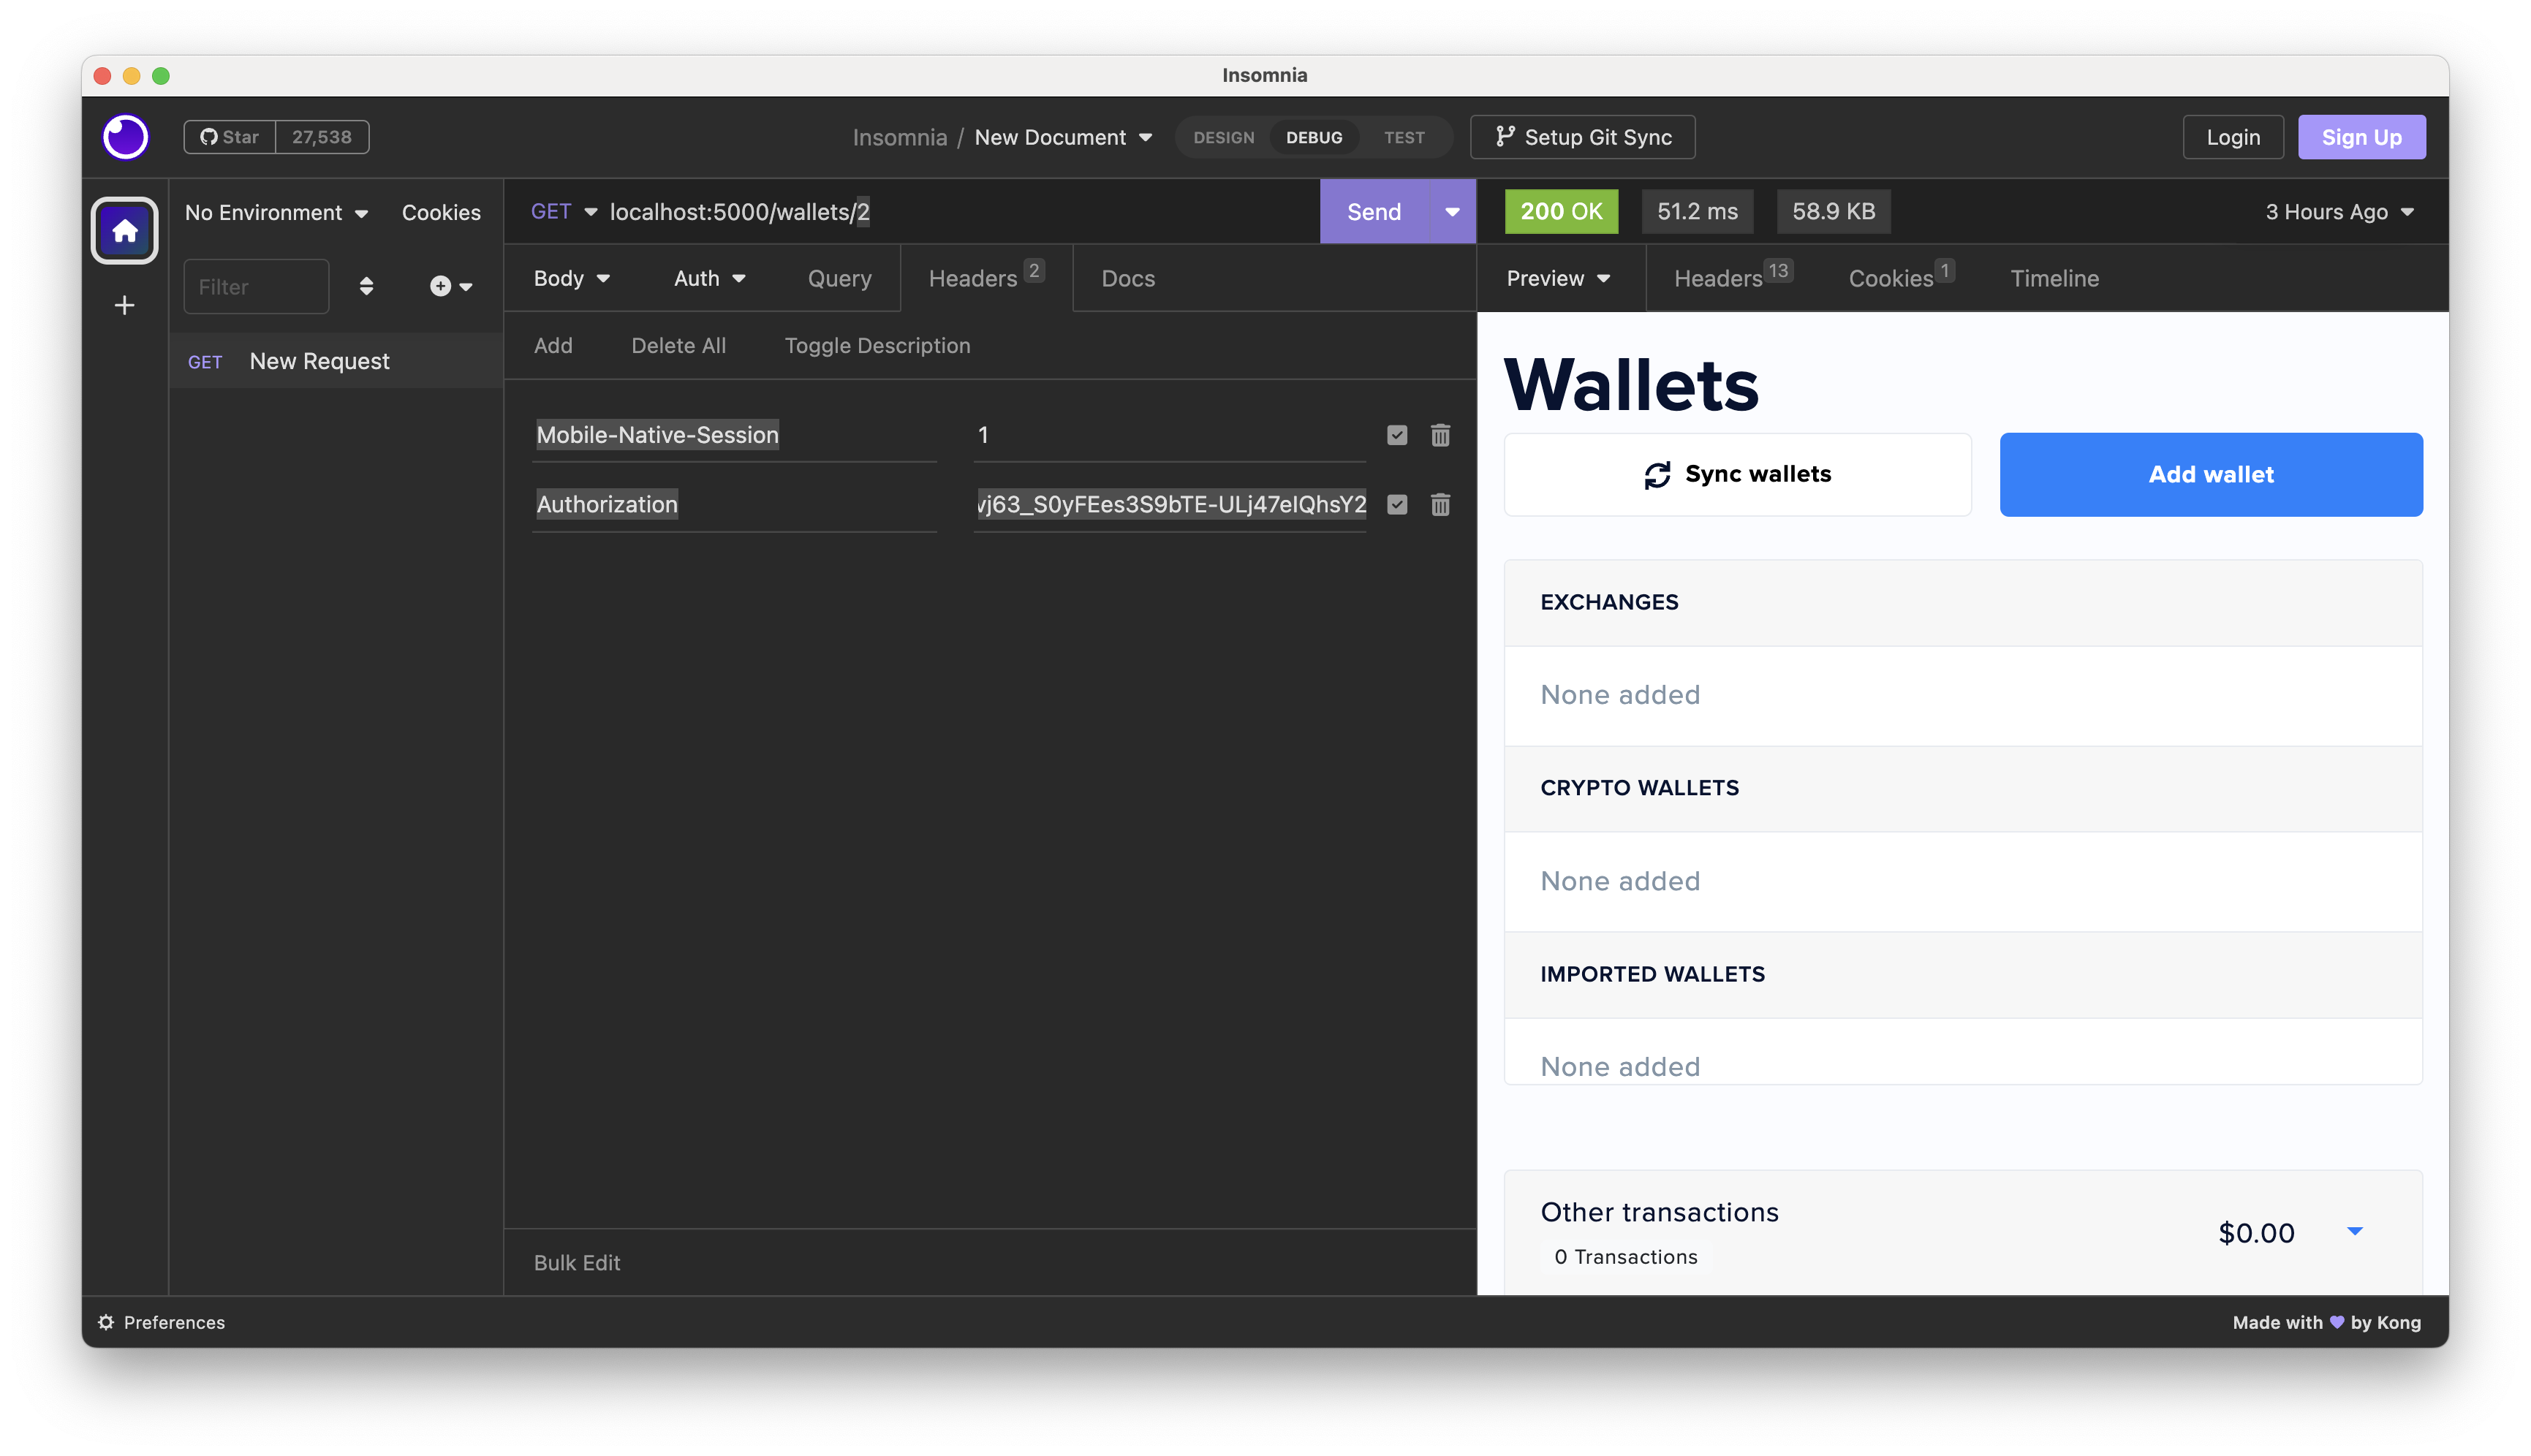 Insomnia
Star 27,538
Insomnia / New Document
DESIGN DEBUG TEST
Setup Git Sync
Login
Sign Up
No Environment Cookies
Filter
GET New Request
GET localhost:5000/wallets/2
Send
Body Auth Query Headers 2 Docs
Add Delete All Toggle Description
Mobile-Native-Session 1
Authorization vj63_S0yFEes3S9bTE-ULj47eIQhsY2
Bulk Edit
200 OK 51.2 ms 58.9 KB 3 Hours Ago
Preview Headers 13 Cookies 1 Timeline
Wallets
Sync wallets
Add wallet
EXCHANGES
None added
CRYPTO WALLETS
None added
IMPORTED WALLETS
None added
Other transactions
0 Transactions
$0.00
Preferences
Made with by Kong